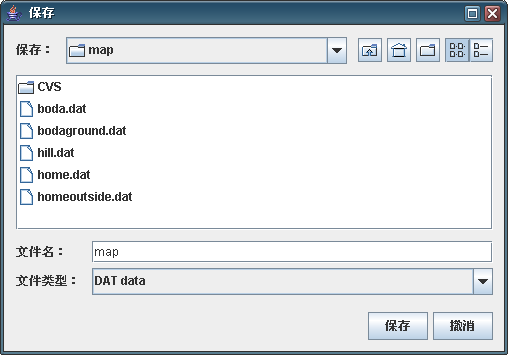 保存
保存： map
CVS
boda.dat
bodaground.dat
hill.dat
home.dat
homeoutside.dat
文件名： map
文件类型： DAT data
保存 撤消